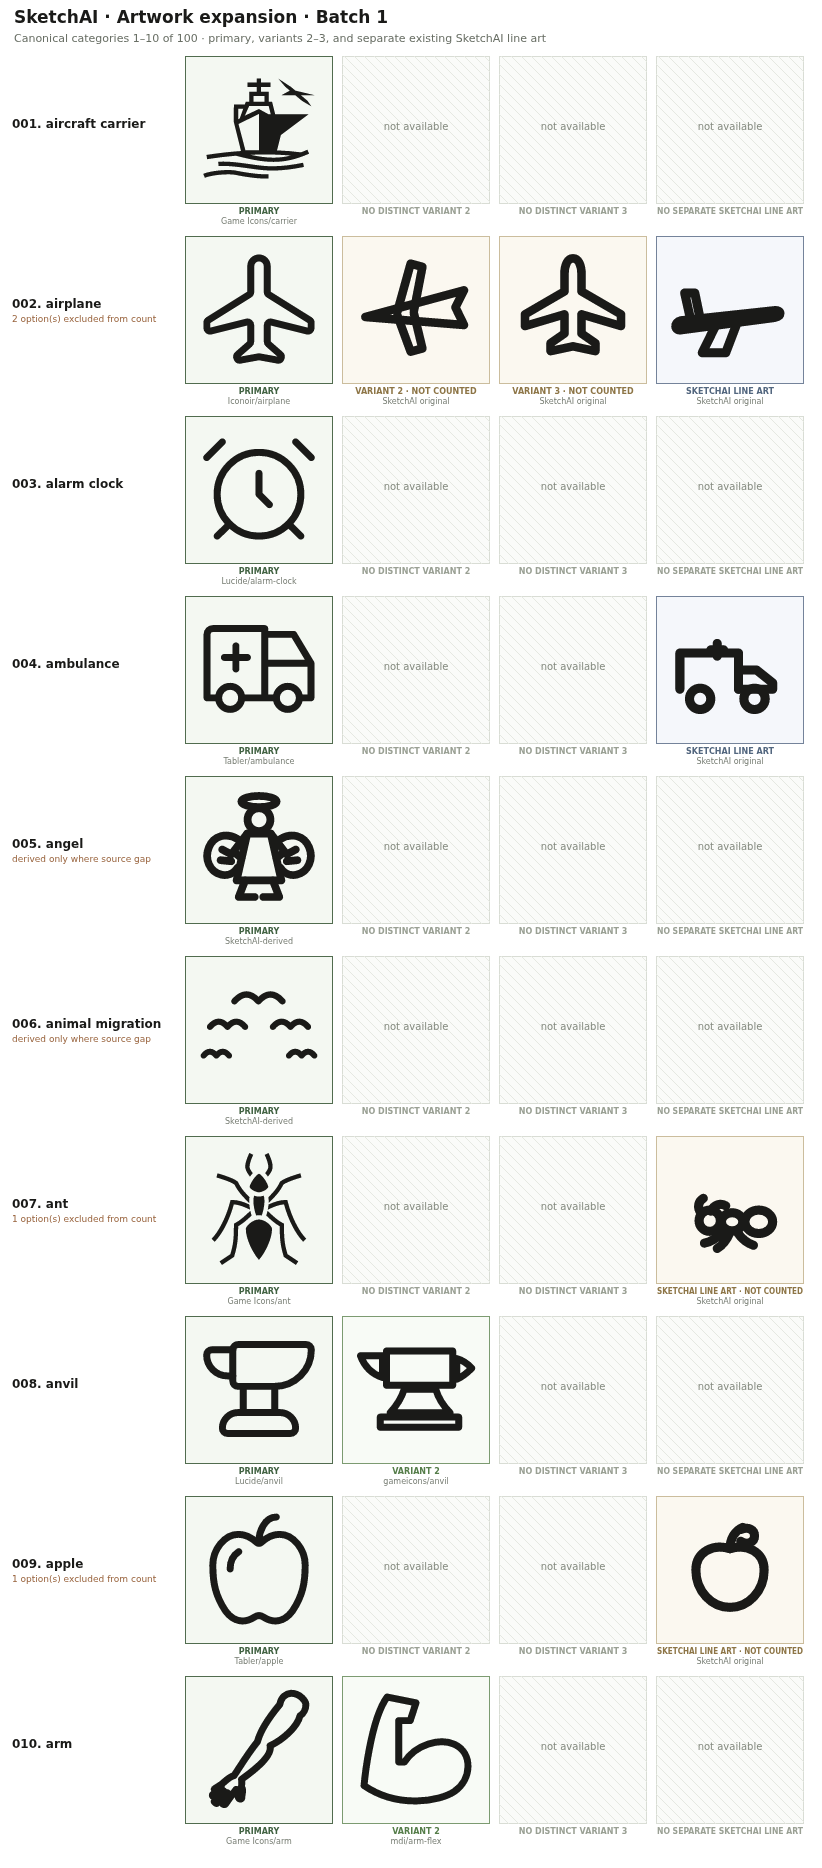 SketchAI · Artwork expansion · Batch 1
Canonical categories 1–10 of 100 · primary, variants 2–3, and separate existing SketchAI line art
001. aircraft carrier
not available
not available
not available
PRIMARY
NO DISTINCT VARIANT 2
NO DISTINCT VARIANT 3
NO SEPARATE SKETCHAI LINE ART
Game Icons/carrier
002. airplane
2 option(s) excluded from count
PRIMARY
VARIANT 2 · NOT COUNTED
VARIANT 3 · NOT COUNTED
SKETCHAI LINE ART
Iconoir/airplane
SketchAI original
SketchAI original
SketchAI original
003. alarm clock
not available
not available
not available
PRIMARY
NO DISTINCT VARIANT 2
NO DISTINCT VARIANT 3
NO SEPARATE SKETCHAI LINE ART
Lucide/alarm-clock
004. ambulance
not available
not available
PRIMARY
NO DISTINCT VARIANT 2
NO DISTINCT VARIANT 3
SKETCHAI LINE ART
Tabler/ambulance
SketchAI original
005. angel
derived only where source gap
not available
not available
not available
PRIMARY
NO DISTINCT VARIANT 2
NO DISTINCT VARIANT 3
NO SEPARATE SKETCHAI LINE ART
SketchAI-derived
006. animal migration
derived only where source gap
not available
not available
not available
PRIMARY
NO DISTINCT VARIANT 2
NO DISTINCT VARIANT 3
NO SEPARATE SKETCHAI LINE ART
SketchAI-derived
007. ant
1 option(s) excluded from count
not available
not available
PRIMARY
NO DISTINCT VARIANT 2
NO DISTINCT VARIANT 3
SKETCHAI LINE ART · NOT COUNTED
Game Icons/ant
SketchAI original
008. anvil
not available
not available
PRIMARY
VARIANT 2
NO DISTINCT VARIANT 3
NO SEPARATE SKETCHAI LINE ART
Lucide/anvil
gameicons/anvil
009. apple
1 option(s) excluded from count
not available
not available
PRIMARY
NO DISTINCT VARIANT 2
NO DISTINCT VARIANT 3
SKETCHAI LINE ART · NOT COUNTED
Tabler/apple
SketchAI original
010. arm
not available
not available
PRIMARY
VARIANT 2
NO DISTINCT VARIANT 3
NO SEPARATE SKETCHAI LINE ART
Game Icons/arm
mdi/arm-flex